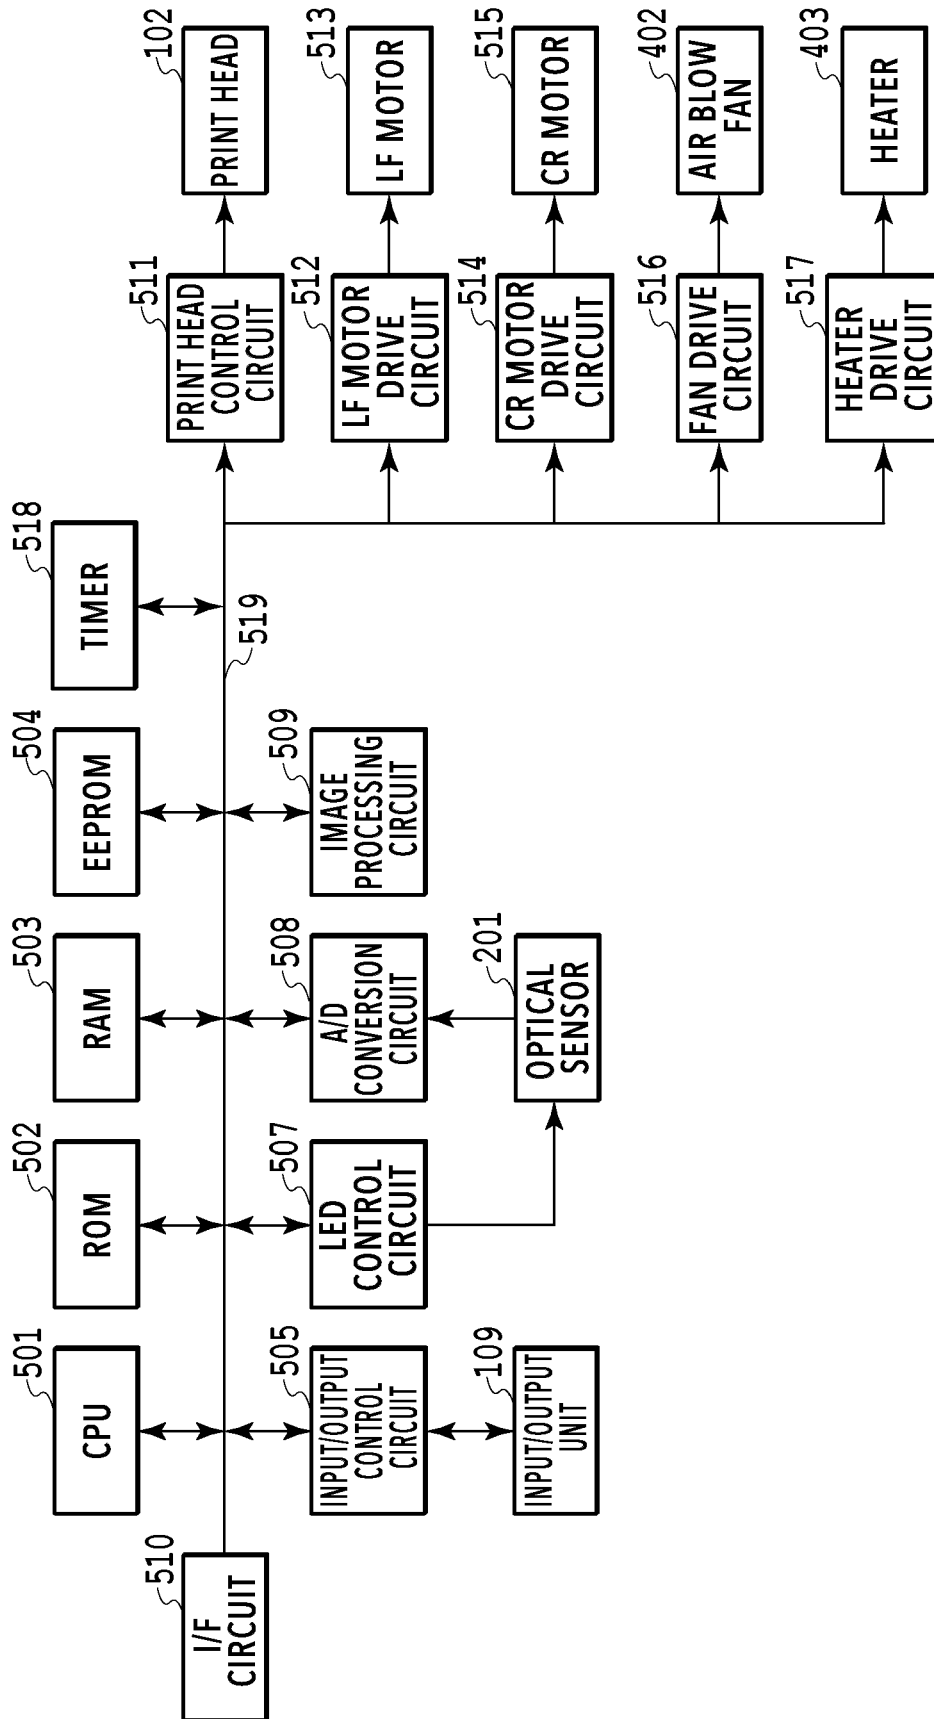 510
I/F
CIRCUIT
501
CPU
502
ROM
503
RAM
504
EEPROM
518
TIMER
519
505
INPUT/OUTPUT
CONTROL
CIRCUIT
109
INPUT/OUTPUT
UNIT
507
LED
CONTROL
CIRCUIT
508
A/D
CONVERSION
CIRCUIT
201
OPTICAL
SENSOR
509
IMAGE
PROCESSING
CIRCUIT
511
PRINT HEAD
CONTROL
CIRCUIT
102
PRINT HEAD
512
LF MOTOR
DRIVE
CIRCUIT
513
LF MOTOR
514
CR MOTOR
DRIVE
CIRCUIT
515
CR MOTOR
516
FAN DRIVE
CIRCUIT
402
AIR BLOW
FAN
517
HEATER
DRIVE
CIRCUIT
403
HEATER